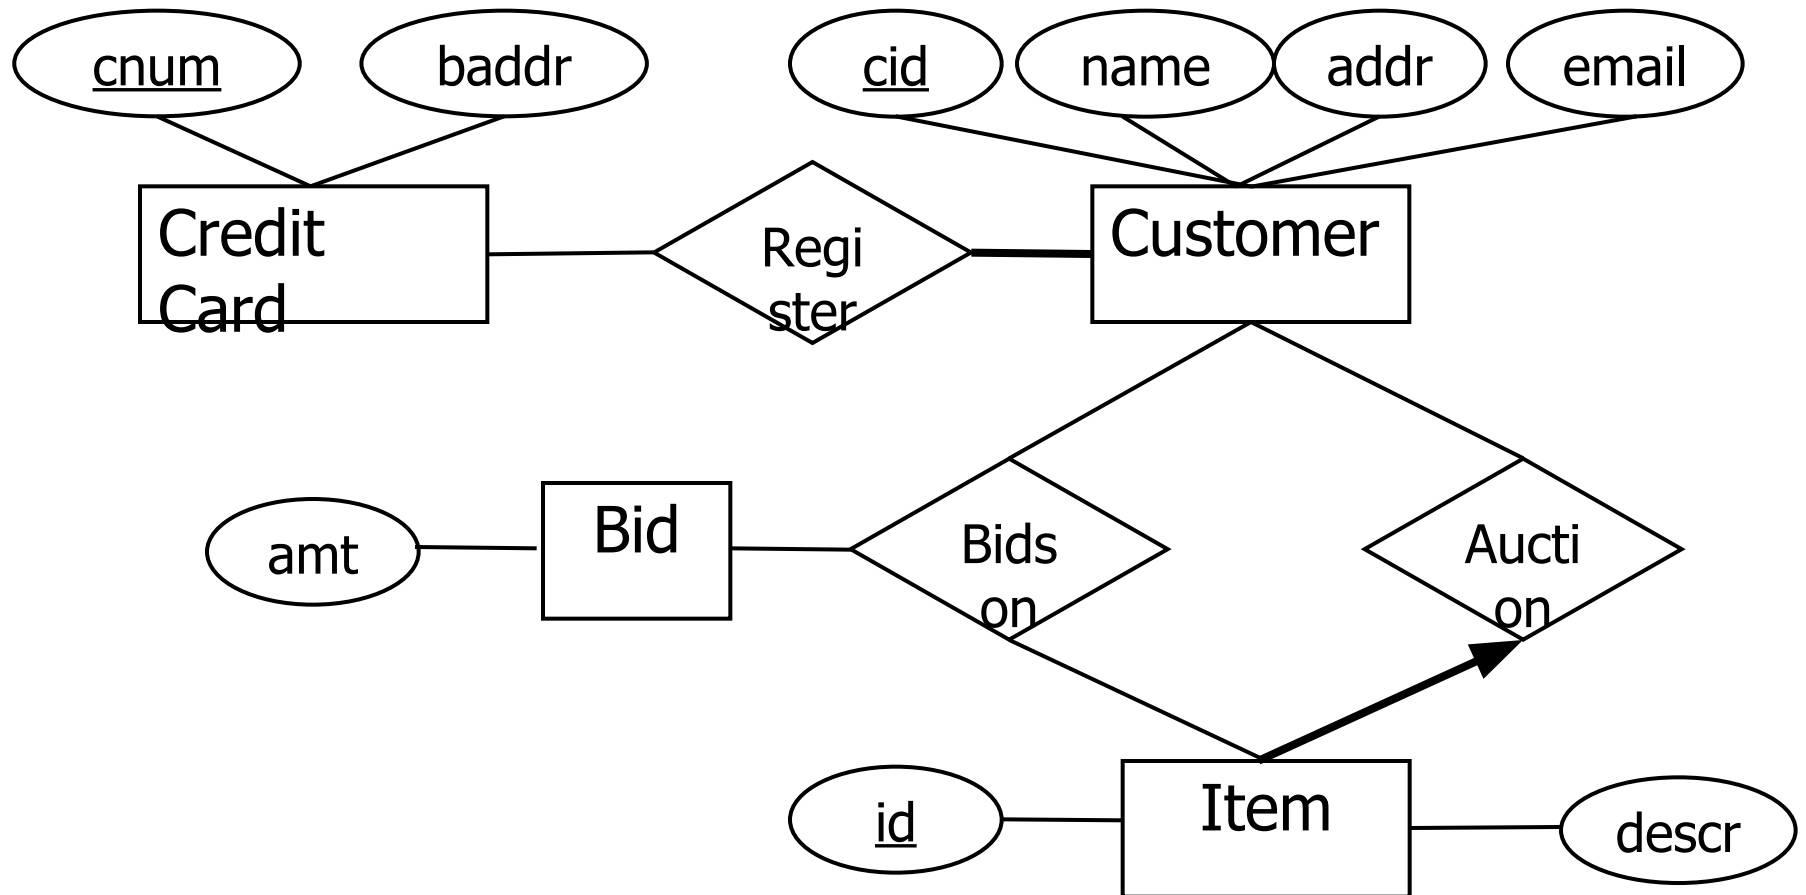 cnum
baddr
cid
name
addr
email
Credit
Card
Regi
ster
Customer
amt
Bid
Bids
on
Aucti
on
id
Item
descr